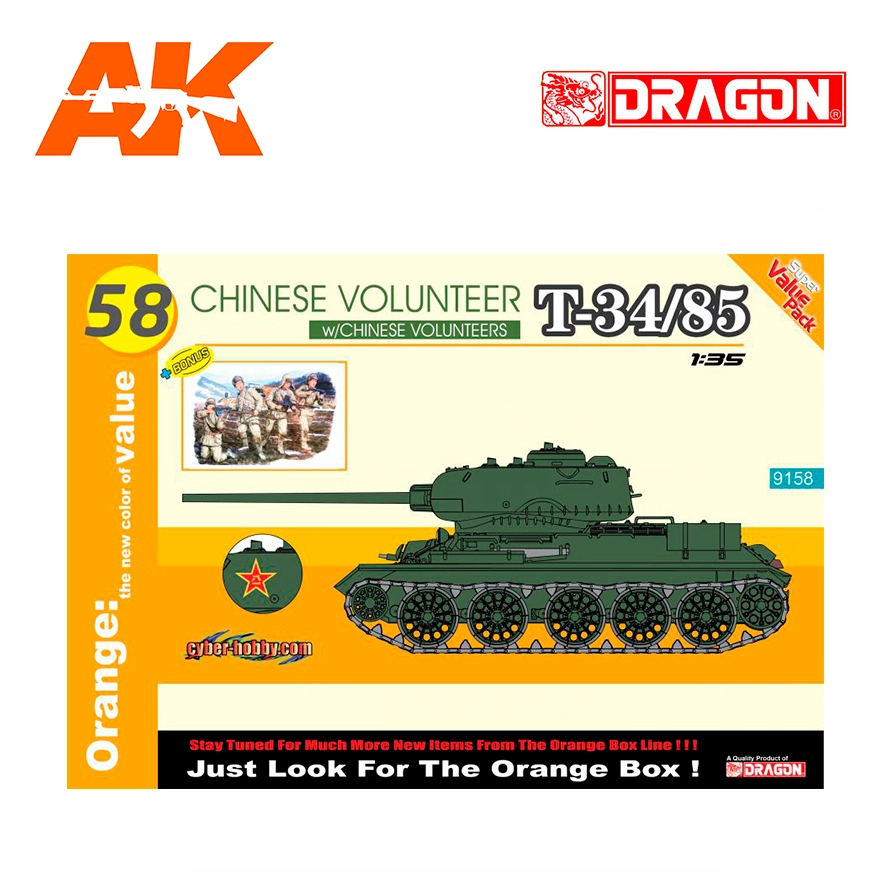 AK
DRAGON®
58
CHINESE VOLUNTEER T-34/85
w/CHINESE VOLUNTEERS
1:35
Super
Value
Pack
+BONUS
9158
Orange: the new color of value
cyber-hobby.com
Stay Tuned For Much More New Items From The Orange Box Line ! ! !
Just Look For The Orange Box !
A Quality Product of
DRAGON